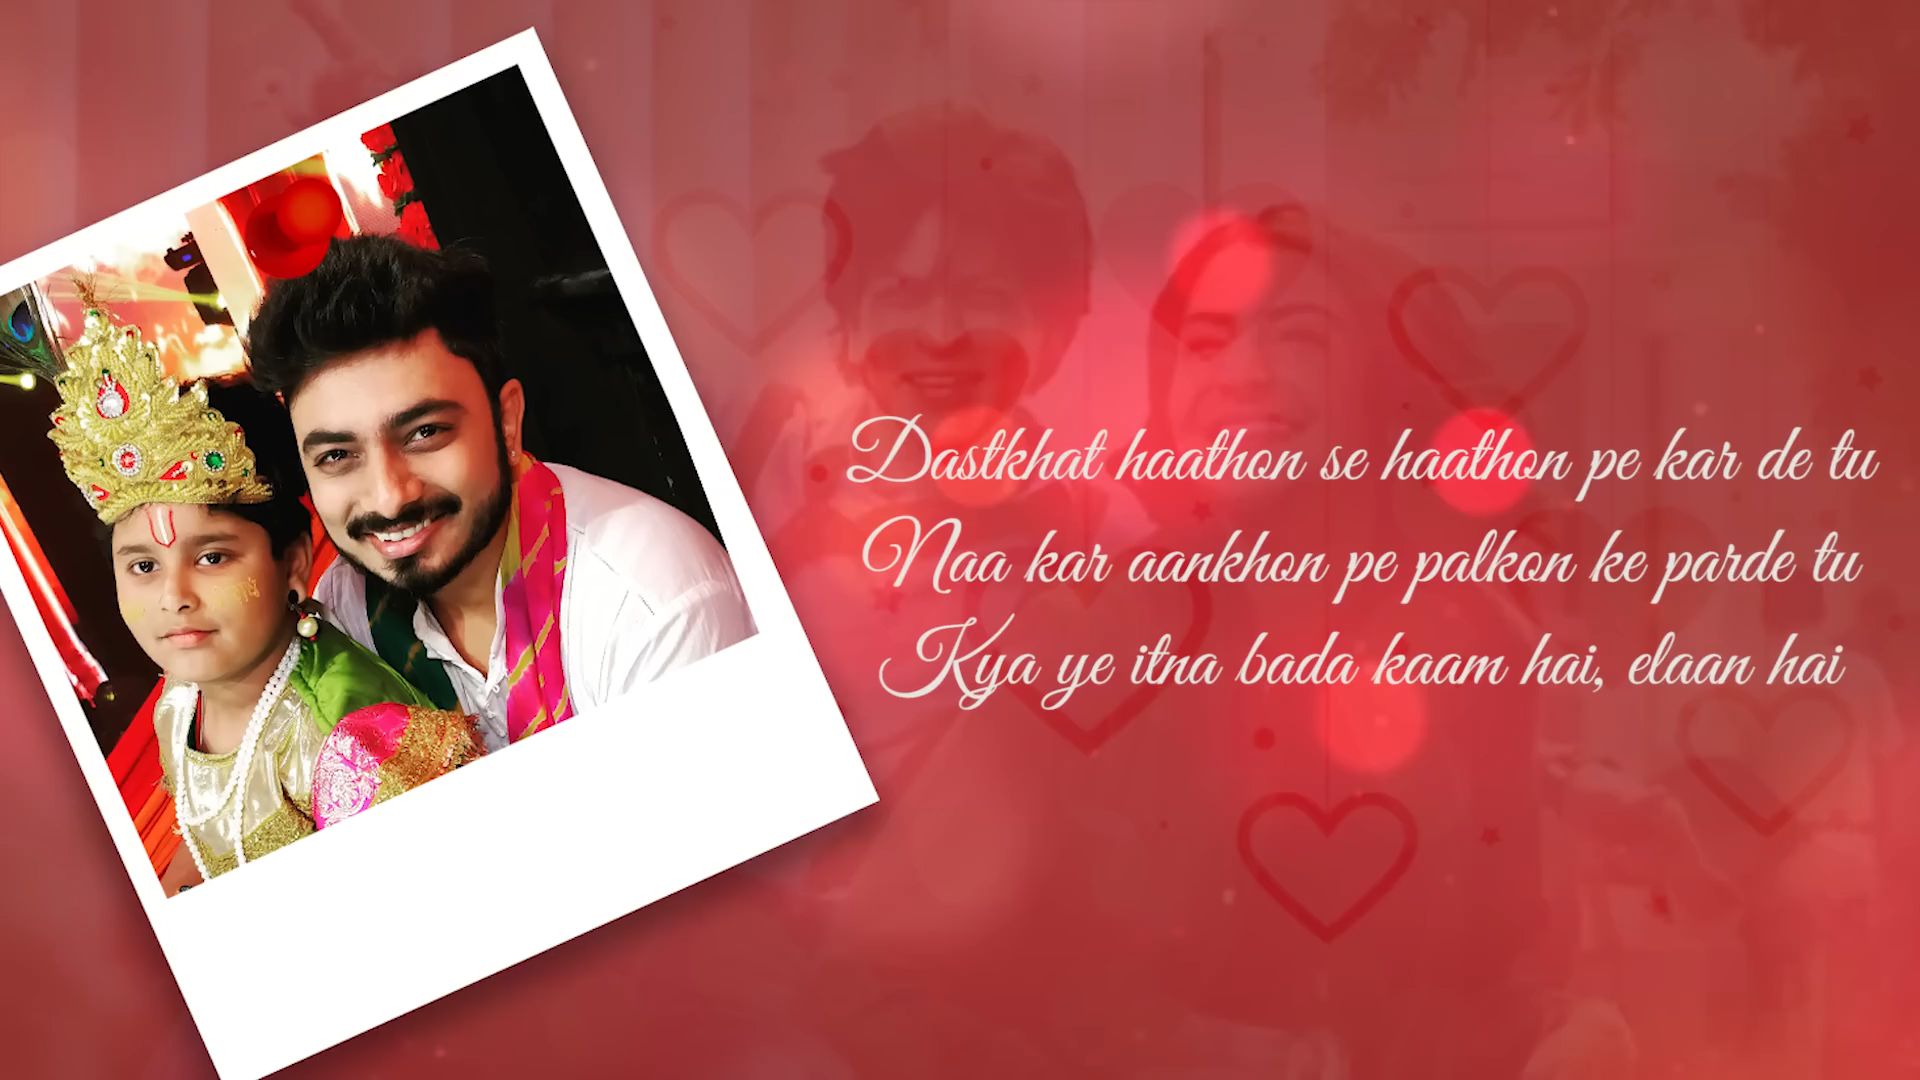 Dastkhat haathon se haathon pe kar de tu
Naa kar aankhon pe palkon ke parde tu
Kya ye itna bada kaam hai, elaan hai